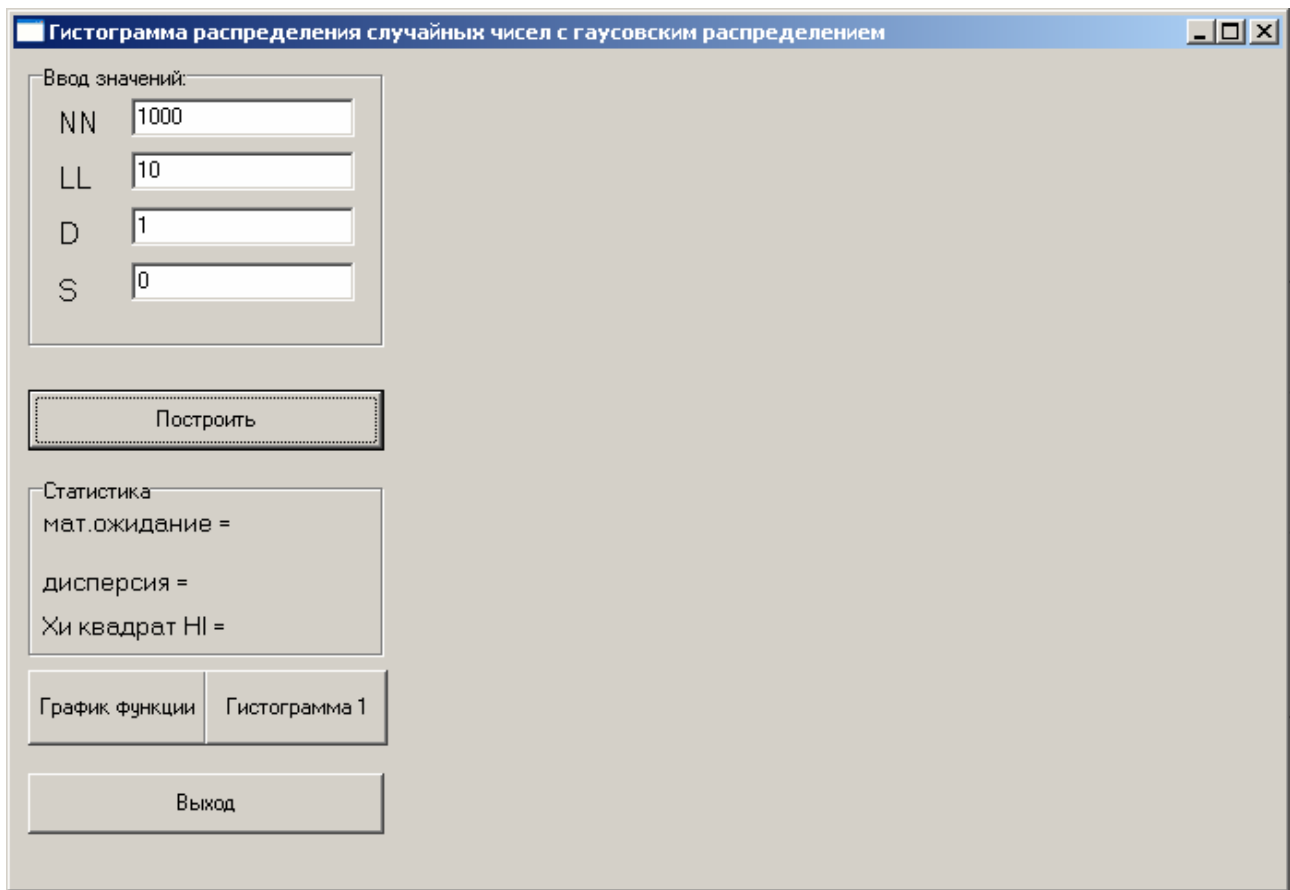 Гистограмма распределения случайных чисел с гаусовским распределением
Ввод значений:
NN 1000
LL 10
D 1
S 0
Построить
Статистика
мат.ожидание =
дисперсия =
Хи квадрат HI =
График функции Гистограмма 1
Выход